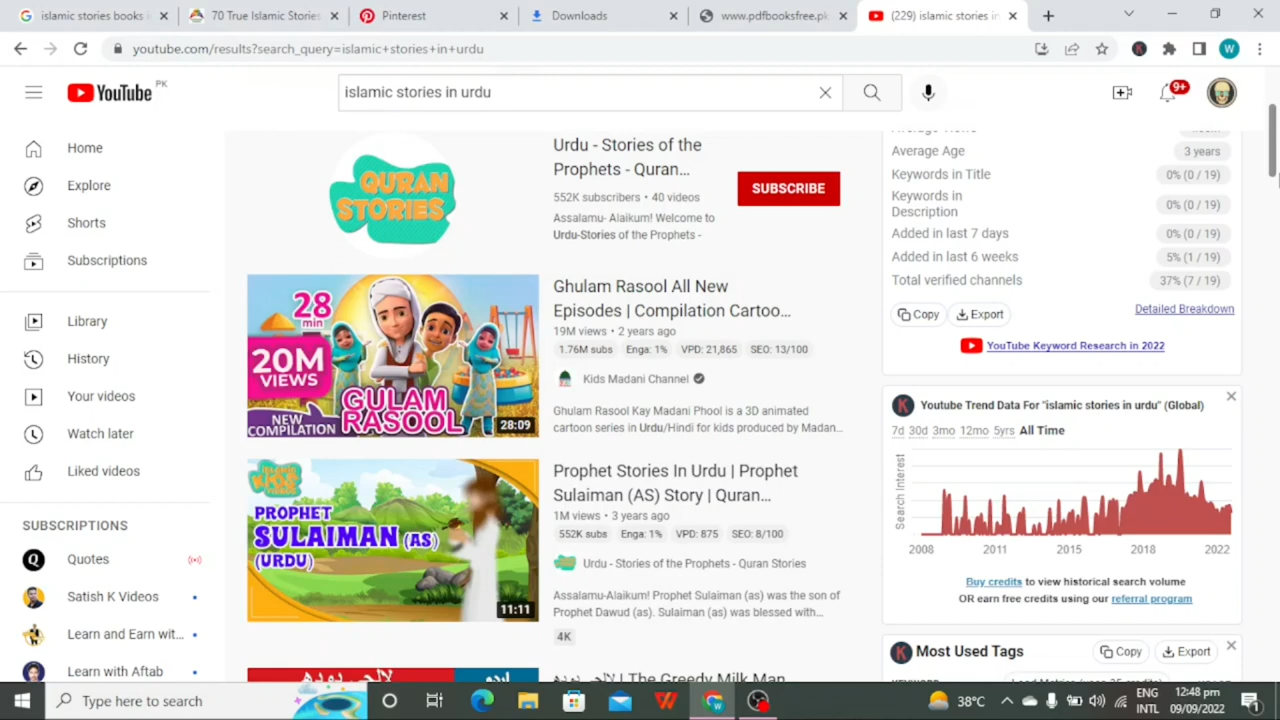 islamic stories books i
70 True Islamic Stories
Pinterest
Downloads
www.pdfbooksfree.pk
(229) islamic stories in
youtube.com/results?search_query=islamic+stories+in+urdu
W
YouTube PK
islamic stories in urdu
9+
Home
Explore
Shorts
Subscriptions
Library
History
Your videos
Watch later
Liked videos
SUBSCRIPTIONS
Quotes
Satish K Videos
Learn and Earn wit...
Learn with Aftab
QURAN
STORIES
Urdu - Stories of the
Prophets - Quran...
552K subscribers • 40 videos
Assalamu- Alaikum! Welcome to
Urdu-Stories of the Prophets -
SUBSCRIBE
28
min
20M
VIEWS
NEW
COMPILATION
GULAM
RASOOL
28:09
Ghulam Rasool All New
Episodes | Compilation Cartoo...
19M views • 2 years ago
1.76M subs Enga: 1% VPD: 21,865 SEO: 13/100
Kids Madani Channel
Ghulam Rasool Kay Madani Phool is a 3D animated
cartoon series in Urdu/Hindi for kids produced by Madan...
PROPHET
SULAIMAN (AS)
(URDU)
11:11
Prophet Stories In Urdu | Prophet
Sulaiman (AS) Story | Quran...
1M views • 3 years ago
552K subs Enga: 1% VPD: 875 SEO: 8/100
Urdu - Stories of the Prophets - Quran Stories
Assalamu-Alaikum! Prophet Sulaiman (as) was the son of
Prophet Dawud (as). Sulaiman (as) was blessed with...
4K
| The Greedy Milk Man
Average Age 3 years
Keywords in Title 0% (0 / 19)
Keywords in
Description 0% (0 / 19)
Added in last 7 days 0% (0 / 19)
Added in last 6 weeks 5% (1 / 19)
Total verified channels 37% (7 / 19)
Copy Export Detailed Breakdown
YouTube Keyword Research in 2022
Youtube Trend Data For "islamic stories in urdu" (Global)
7d 30d 3mo 12mo 5yrs All Time
Search Interest
2008 2011 2015 2018 2022
Buy credits to view historical search volume
OR earn free credits using our referral program
Most Used Tags Copy Export
Type here to search
38°C
ENG
INTL
12:48 pm
09/09/2022
1